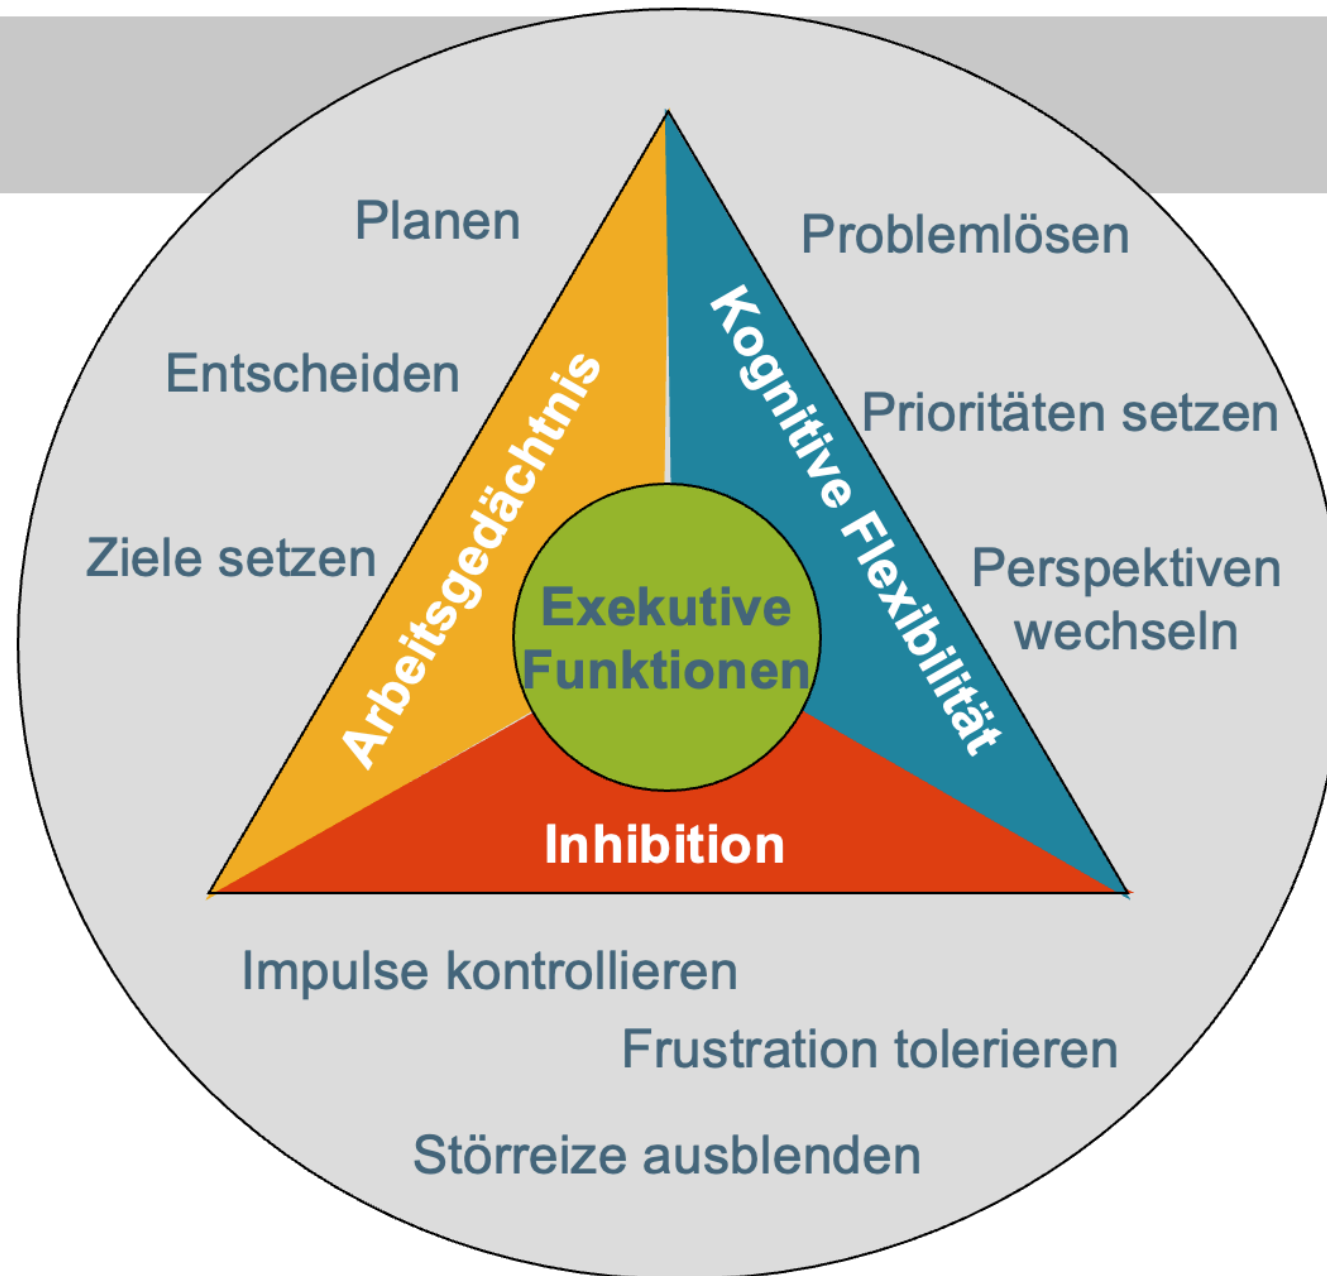 Planen
Problemlösen
Entscheiden
Prioritäten setzen
Ziele setzen
Perspektiven
wechseln
Arbeitsgedächtnis
Kognitive Flexibilität
Exekutive
Funktionen
Inhibition
Impulse kontrollieren
Frustration tolerieren
Störreize ausblenden